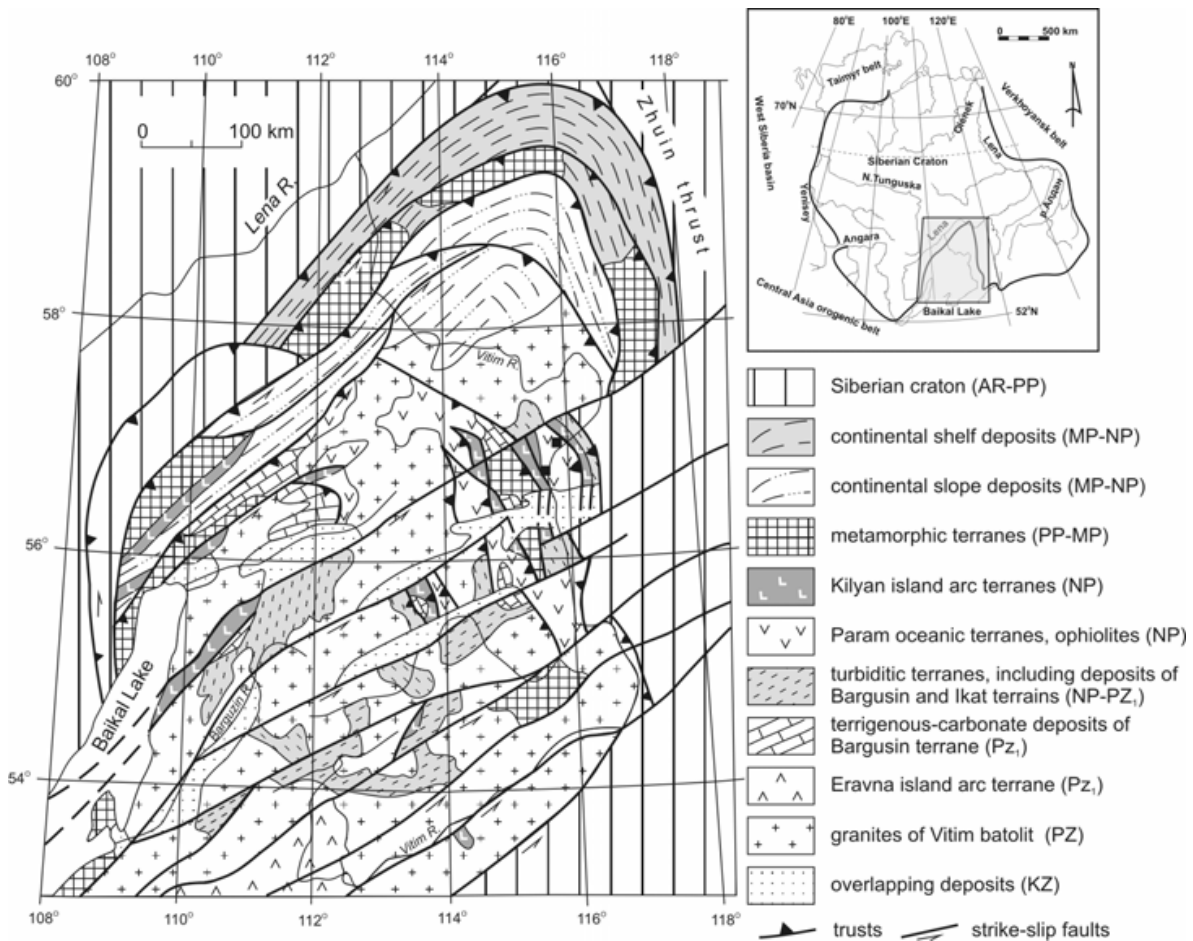 108° 110° 112° 114° 116° 118°
60°
0 100 km
Lena R.
Zhuin thrust
58°
Vitim R.
56°
Baikal Lake
Barguzin R.
54°
Vitim R.
108° 110° 112° 114° 116° 118°
80°E 100°E 120°E
0 500 km
N
Taimyr belt
70°N
West Siberia basin
Verkhoyansk belt
Olenek
Lena
Siberian Craton
N.Tunguska
Yenisey
Angara
Lena
Central Asia orogenic belt
Baikal Lake
52°N
Siberian craton (AR-PP)
continental shelf deposits (MP-NP)
continental slope deposits (MP-NP)
metamorphic terranes (PP-MP)
Kilyan island arc terranes (NP)
Param oceanic terranes, ophiolites (NP)
turbiditic terranes, including deposits of
Bargusin and Ikat terrains (NP-PZ₁)
terrigenous-carbonate deposits of
Bargusin terrane (Pz₁)
Eravna island arc terrane (Pz₁)
granites of Vitim batolit (PZ)
overlapping deposits (KZ)
trusts strike-slip faults